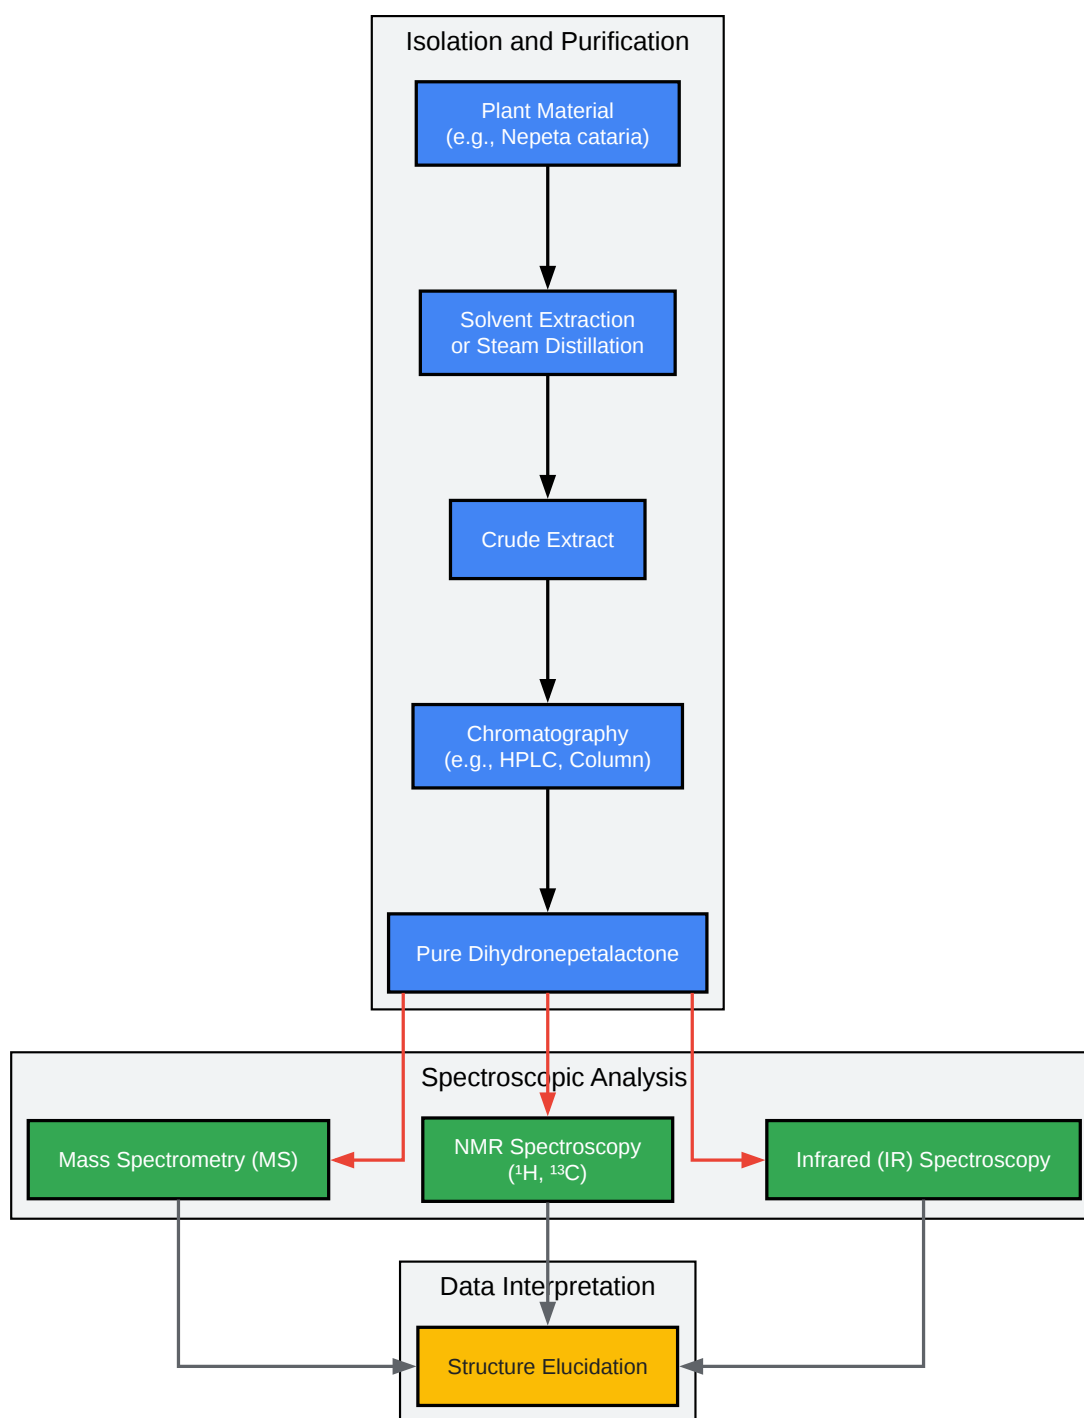 Isolation and Purification
Plant Material
(e.g., Nepeta cataria)
Solvent Extraction
or Steam Distillation
Crude Extract
Chromatography
(e.g., HPLC, Column)
Pure Dihydronepetalactone
Spectroscopic Analysis
Mass Spectrometry (MS)
NMR Spectroscopy
(¹H, ¹³C)
Infrared (IR) Spectroscopy
Data Interpretation
Structure Elucidation